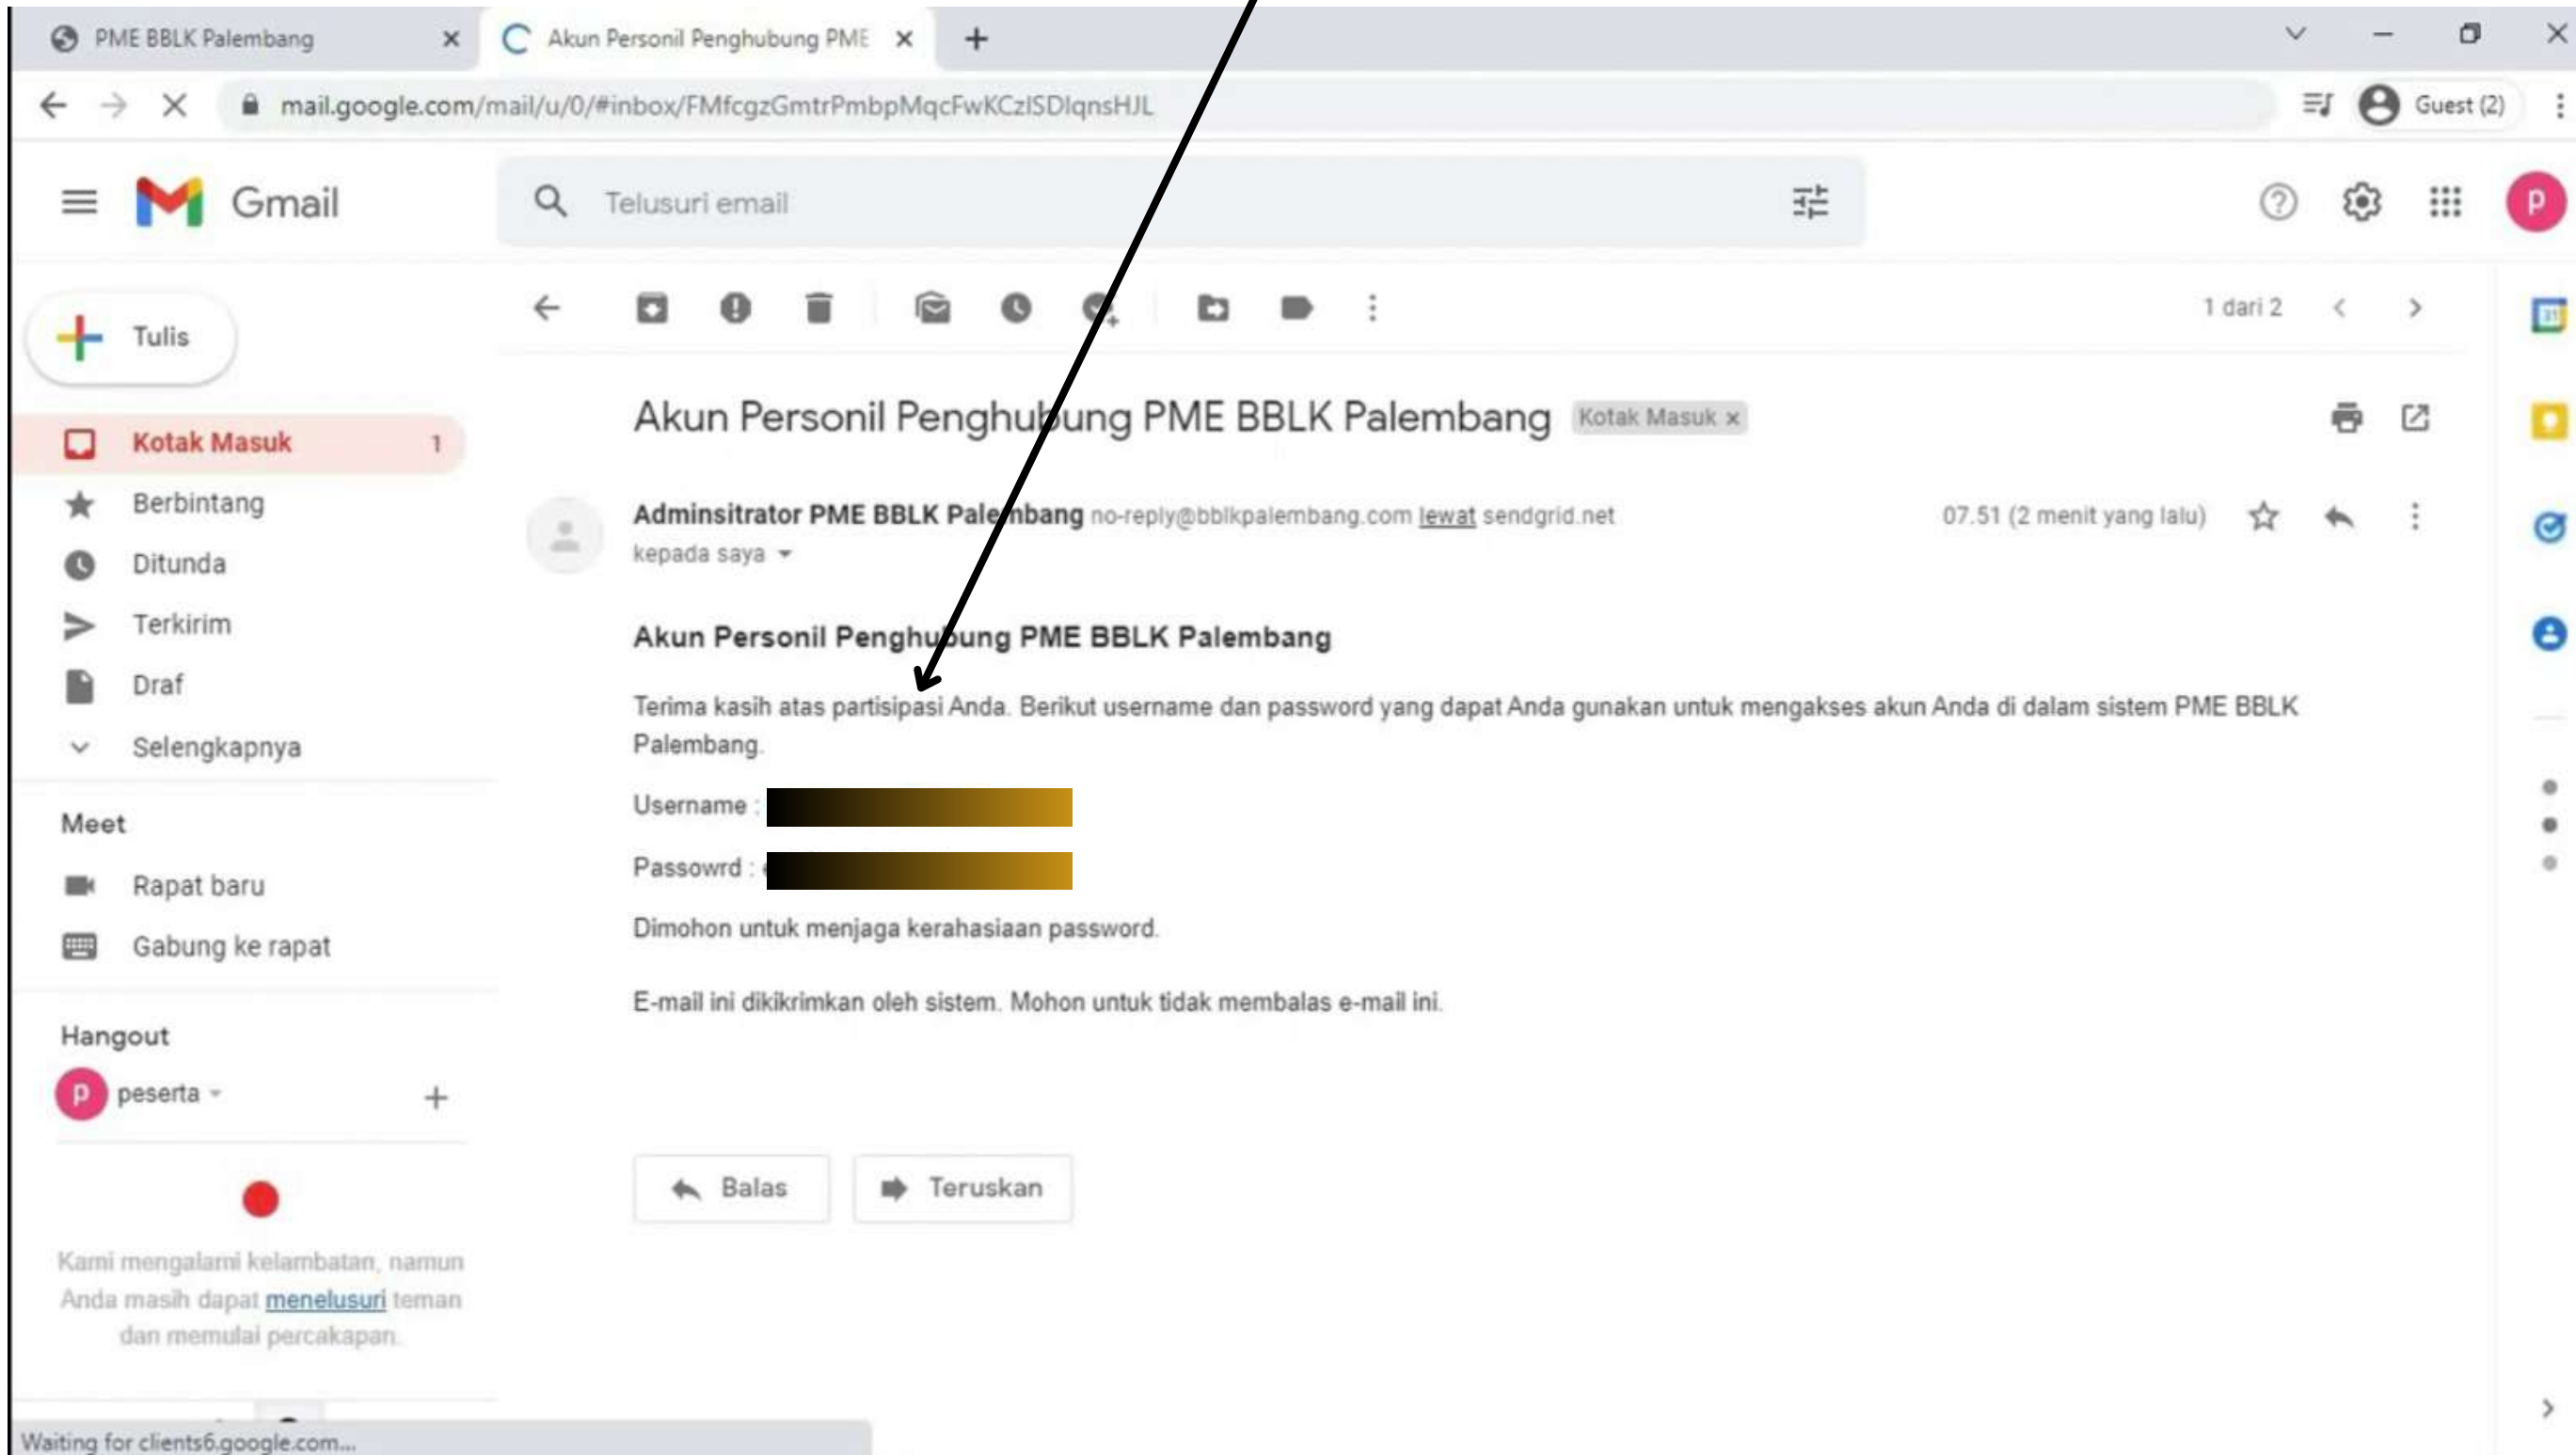 PME BBLK Palembang
Akun Personil Penghubung PME
mail.google.com/mail/u/0/#inbox/FMfcgzGmtrPmbpMqcFwKCzlSDlqnsHJL
Guest (2)
Gmail
Telusuri email
P
Tulis
1 dari 2
31
Akun Personil Penghubung PME BBLK Palembang Kotak Masuk x
Kotak Masuk 1
Berbintang
Ditunda
Terkirim
Draf
Selengkapnya
Adminsitrator PME BBLK Palembang no-reply@bblkpalembang.com lewat sendgrid.net
07.51 (2 menit yang lalu)
kepada saya
Akun Personil Penghubung PME BBLK Palembang
Terima kasih atas partisipasi Anda. Berikut username dan password yang dapat Anda gunakan untuk mengakses akun Anda di dalam sistem PME BBLK
Palembang.
Username :
Passowrd :
Dimohon untuk menjaga kerahasiaan password.
E-mail ini dikikrimkan oleh sistem. Mohon untuk tidak membalas e-mail ini.
Balas
Teruskan
Meet
Rapat baru
Gabung ke rapat
Hangout
P peserta
Kami mengalami kelambatan, namun
Anda masih dapat menelusuri teman
dan memulai percakapan.
Waiting for clients6.google.com...